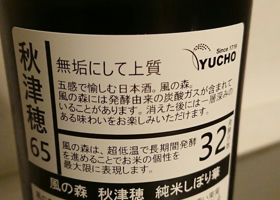 秋津穂
65
Since 1719
YUCHO
無垢にして上質
五感で愉しむ日本酒。風の森。
風の森には発酵由来の炭酸ガスが含まれて
いることがあります。消えた後には一層深みの
ある味わいをお楽しみいただけます。
風の森は、超低温で長期間発酵
を進めることでお米の個性を
最大限に表現します。
32
風の森 秋津穂 純米しぼり華